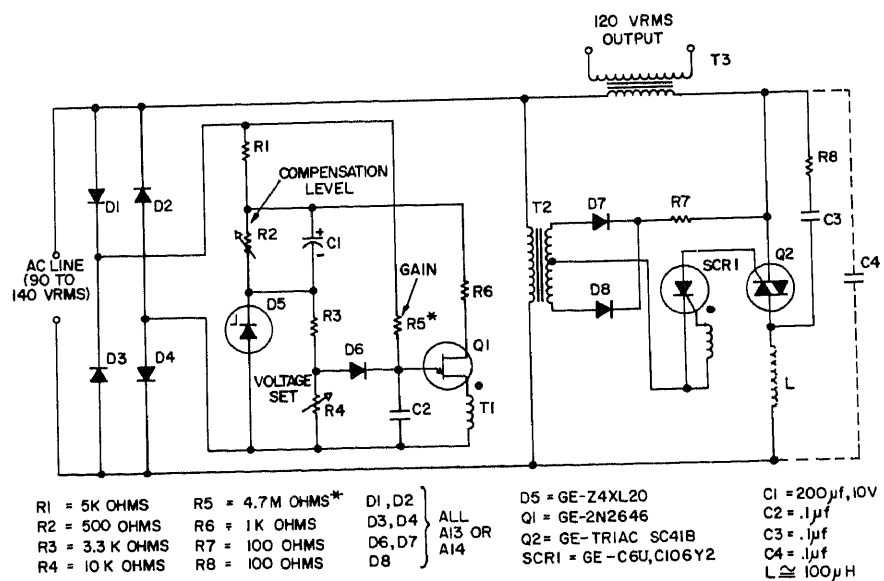 120 VRMS
OUTPUT
T3
R1
COMPENSATION
LEVEL
D1
D2
R2
+
C1
-
AC LINE
(90 TO
140 VRMS)
GAIN
D5
R5*
R6
R3
Q1
D3
D4
D6
VOLTAGE
SET
R4
C2
T1
T2
D7
R7
R8
C3
SCR1
Q2
C4
D8
L
R1 = 5K OHMS
R2 = 500 OHMS
R3 = 3.3 K OHMS
R4 = 10 K OHMS
R5 = 4.7 M OHMS*
R6 = 1K OHMS
R7 = 100 OHMS
R8 = 100 OHMS
D1, D2
D3, D4
D6, D7
D8
ALL
A13 OR
A14
D5 = GE-Z4XL20
Q1 = GE-2N2646
Q2 = GE-TRIAC SC41B
SCR1 = GE-C6U, C106Y2
C1 = 200µf, 10V
C2 = .1µf
C3 = .1µf
C4 = .1µf
L ≅ 100µH